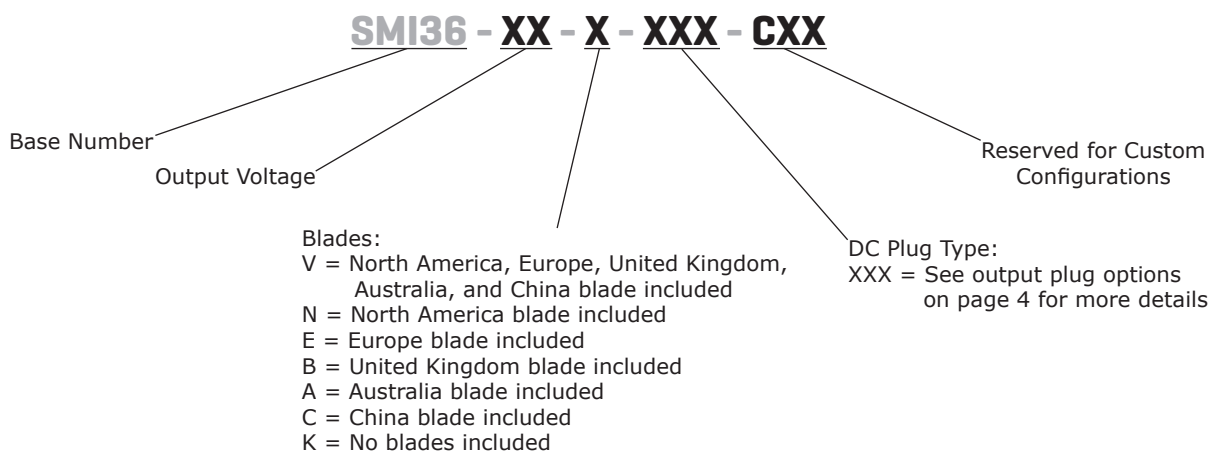 SMI36 - XX - X - XXX - CXX
Base Number
Output Voltage
Reserved for Custom
Configurations
Blades:
V = North America, Europe, United Kingdom,
Australia, and China blade included
N = North America blade included
E = Europe blade included
B = United Kingdom blade included
A = Australia blade included
C = China blade included
K = No blades included
DC Plug Type:
XXX = See output plug options
on page 4 for more details